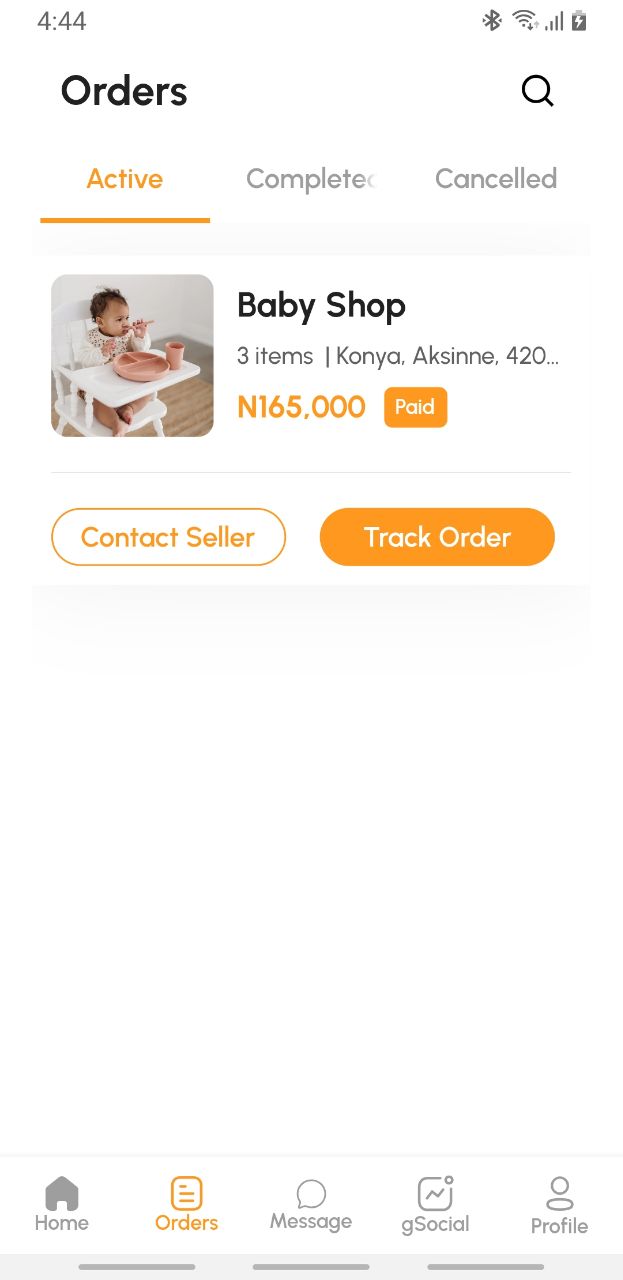 4:44
Orders
Active Complete Cancelled
Baby Shop
3 items | Konya, Aksinne, 420...
N165,000 Paid
Contact Seller Track Order
Home Orders Message gSocial Profile